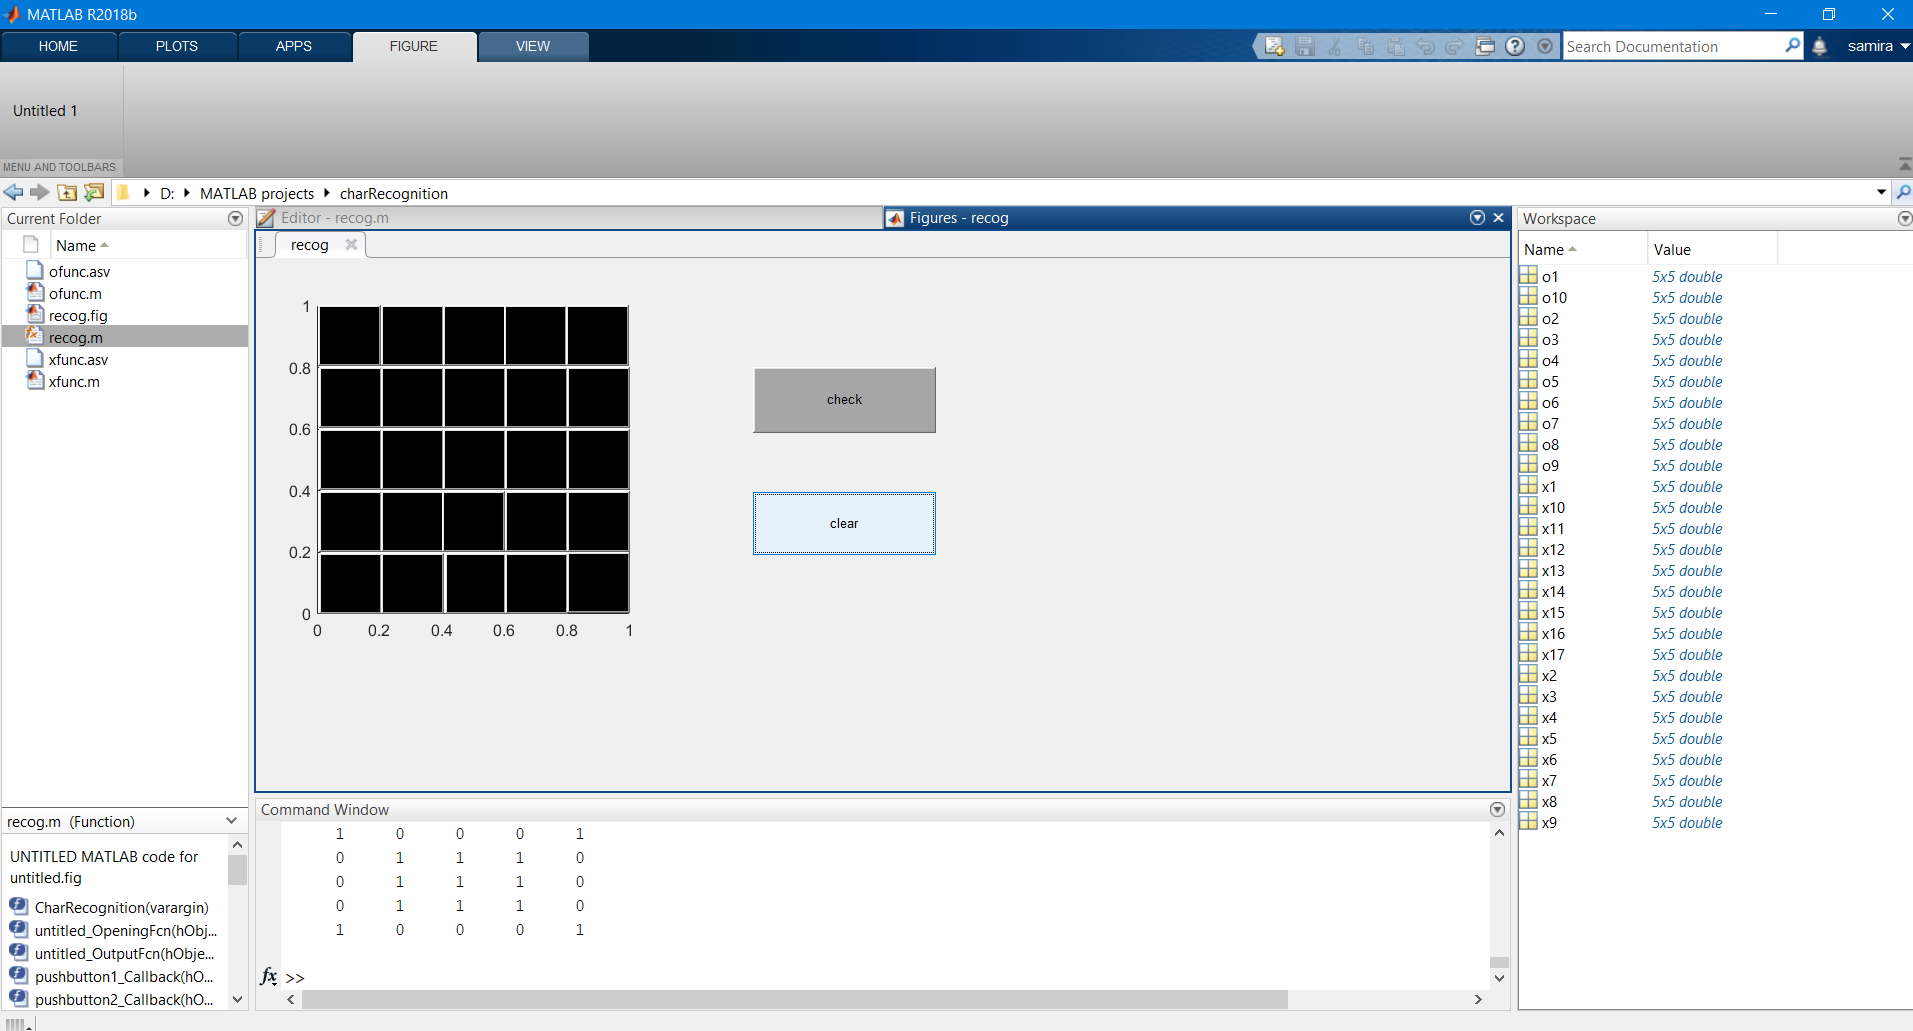 MATLAB R2018b
HOME PLOTS APPS FIGURE VIEW
Search Documentation samira
Untitled 1
MENU AND TOOLBARS
D: MATLAB projects charRecognition
Current Folder
Name
ofunc.asv
ofunc.m
recog.fig
recog.m
xfunc.asv
xfunc.m
recog.m (Function)
UNTITLED MATLAB code for
untitled.fig
CharRecognition(varargin)
untitled_OpeningFcn(hObj...
untitled_OutputFcn(hObje...
pushbutton1_Callback(hO...
pushbutton2_Callback(hO...
Editor - recog.m
Figures - recog
recog
1
0.8
0.6
0.4
0.2
0
0 0.2 0.4 0.6 0.8 1
check
clear
Command Window
1 0 0 0 1
0 1 1 1 0
0 1 1 1 0
0 1 1 1 0
1 0 0 0 1
fx >>
Workspace
Name Value
o1 5x5 double
o10 5x5 double
o2 5x5 double
o3 5x5 double
o4 5x5 double
o5 5x5 double
o6 5x5 double
o7 5x5 double
o8 5x5 double
o9 5x5 double
x1 5x5 double
x10 5x5 double
x11 5x5 double
x12 5x5 double
x13 5x5 double
x14 5x5 double
x15 5x5 double
x16 5x5 double
x17 5x5 double
x2 5x5 double
x3 5x5 double
x4 5x5 double
x5 5x5 double
x6 5x5 double
x7 5x5 double
x8 5x5 double
x9 5x5 double